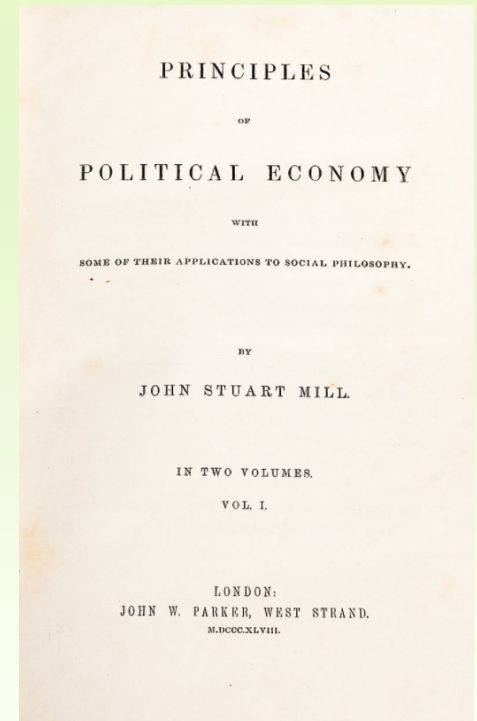 PRINCIPLES
OF
POLITICAL ECONOMY
WITH
SOME OF THEIR APPLICATIONS TO SOCIAL PHILOSOPHY.
BY
JOHN STUART MILL.
IN TWO VOLUMES.
VOL. I.
LONDON:
JOHN W. PARKER, WEST STRAND.
M.DCCC.XLVIII.